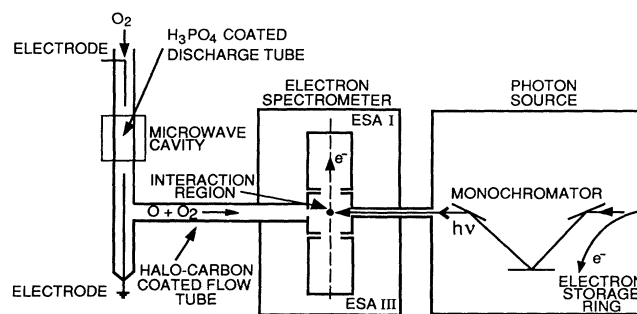 O2
ELECTRODE
H3PO4 COATED
DISCHARGE TUBE
MICROWAVE
CAVITY
INTERACTION
REGION
O + O2
HALO-CARBON
COATED FLOW
TUBE
ELECTRODE
ELECTRON
SPECTROMETER
ESA I
e-
ESA III
PHOTON
SOURCE
MONOCHROMATOR
hν
e-
ELECTRON
STORAGE
RING